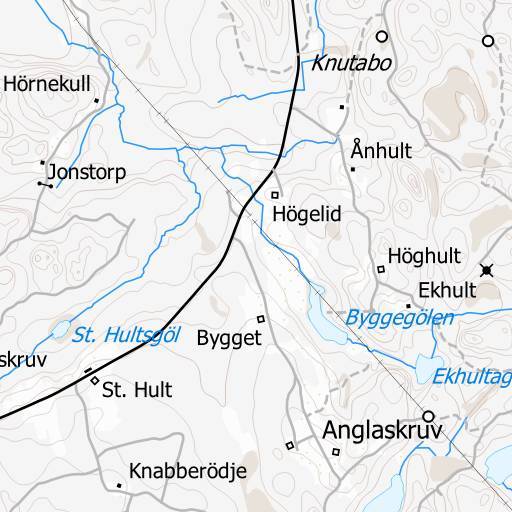 Knutabo
Hörnekull
Ånhult
Jonstorp
Högelid
Höghult
Ekhult
Byggegölen
St. Hultsgöl
Bygget
skruv
Ekhultag
St. Hult
Anglaskruv
Knabberödje